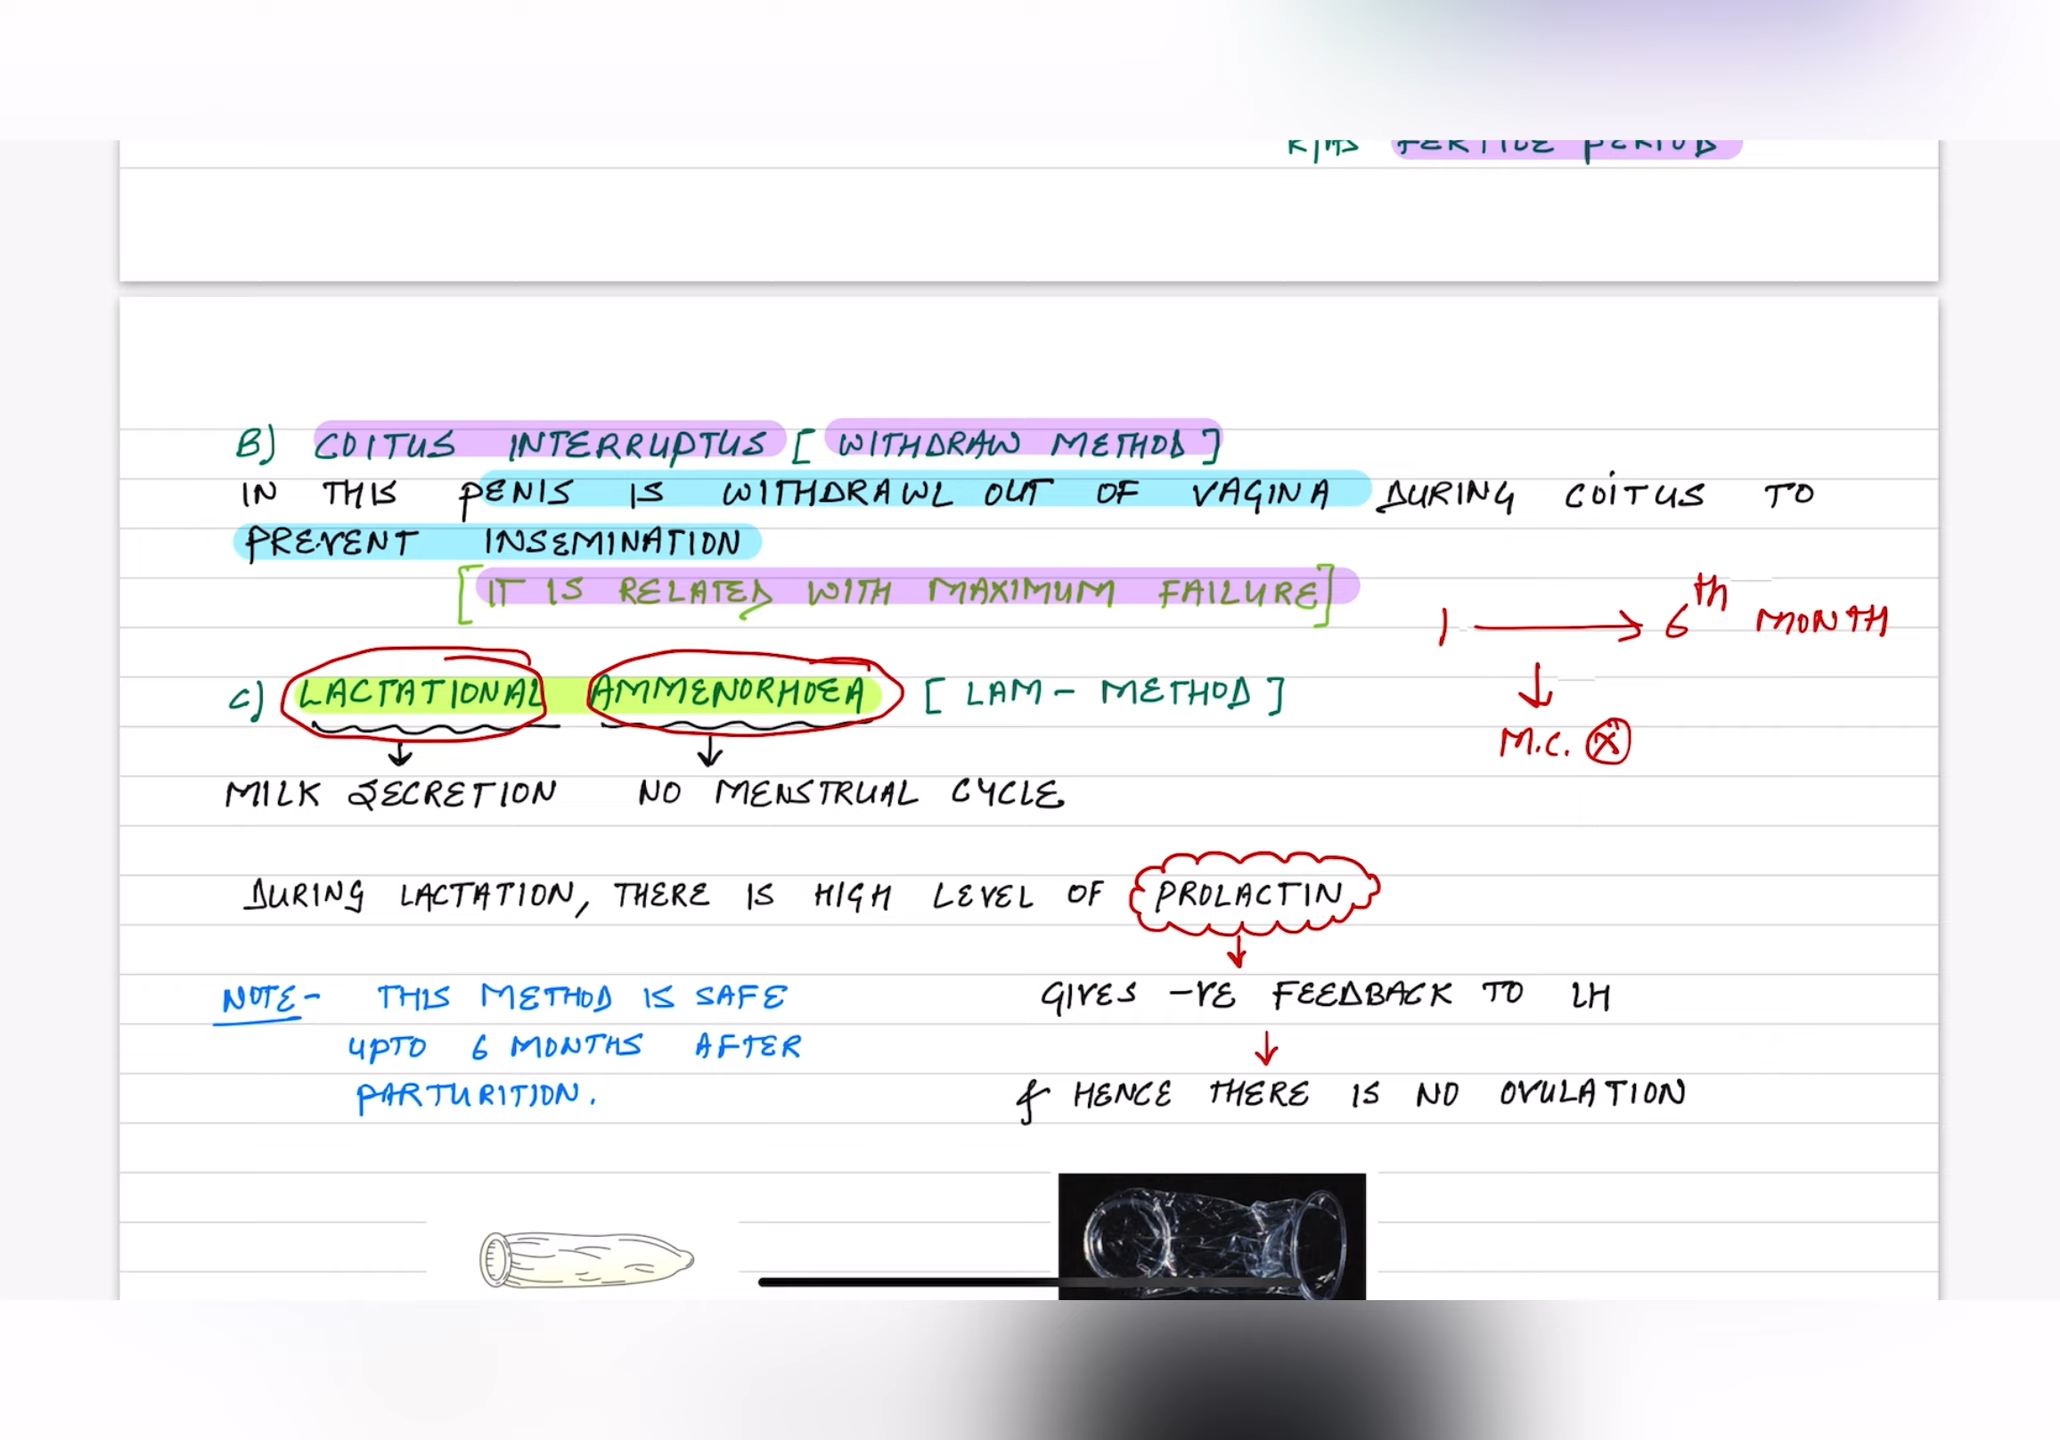 K/As FERTILE PERIOD
B) COITUS INTERRUPTUS [ WITHDRAW METHOD ]
IN THIS PENIS IS WITHDRAWL OUT OF VAGINA DURING COITUS TO
PREVENT INSEMINATION
[IT IS RELATED WITH MAXIMUM FAILURE]
1 → 6th MONTH
↓
M.C. X
C) LACTATIONAL AMMENORHOEA [ LAM - METHOD ]
↓ ↓
MILK SECRETION NO MENSTRUAL CYCLE
DURING LACTATION, THERE IS HIGH LEVEL OF PROLACTIN
↓
GIVES -VE FEEDBACK TO LH
↓
& HENCE THERE IS NO OVULATION
NOTE- THIS METHOD IS SAFE
UPTO 6 MONTHS AFTER
PARTURITION.